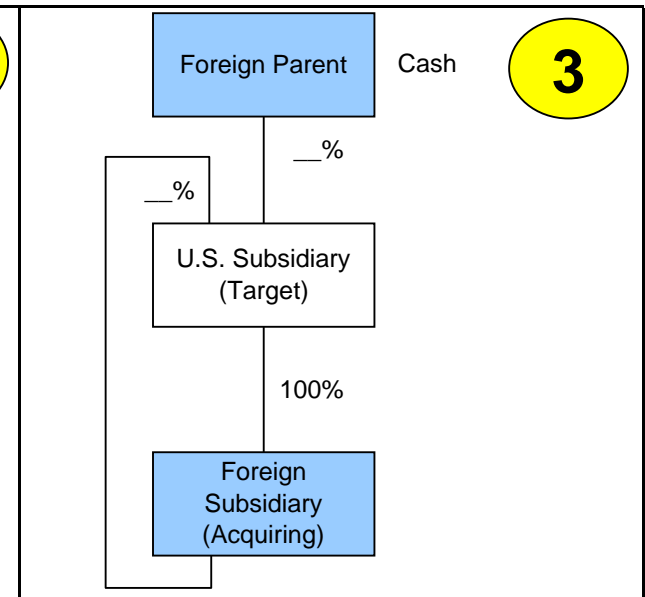 Foreign Parent
Cash
3
__%
__%
U.S. Subsidiary
(Target)
100%
Foreign
Subsidiary
(Acquiring)